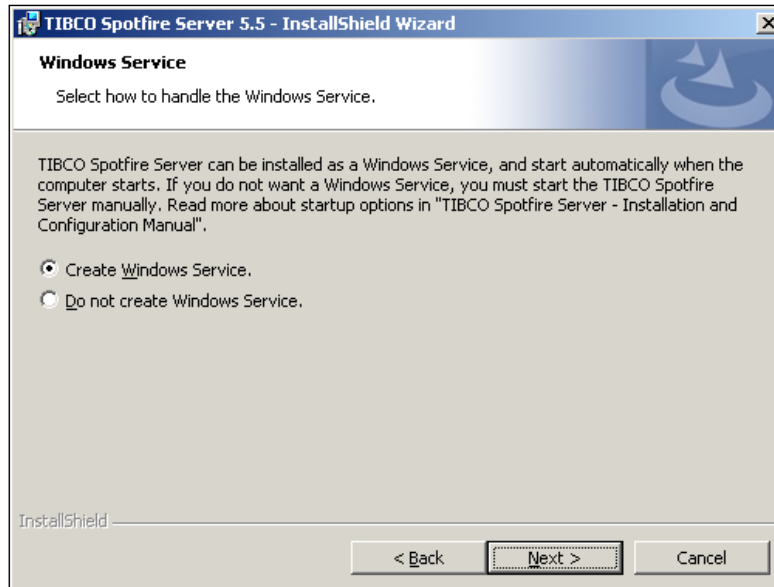 TIBCO Spotfire Server 5.5 - InstallShield Wizard
Windows Service
Select how to handle the Windows Service.
TIBCO Spotfire Server can be installed as a Windows Service, and start automatically when the
computer starts. If you do not want a Windows Service, you must start the TIBCO Spotfire
Server manually. Read more about startup options in "TIBCO Spotfire Server - Installation and
Configuration Manual".
Create Windows Service.
Do not create Windows Service.
InstallShield
< Back Next > Cancel